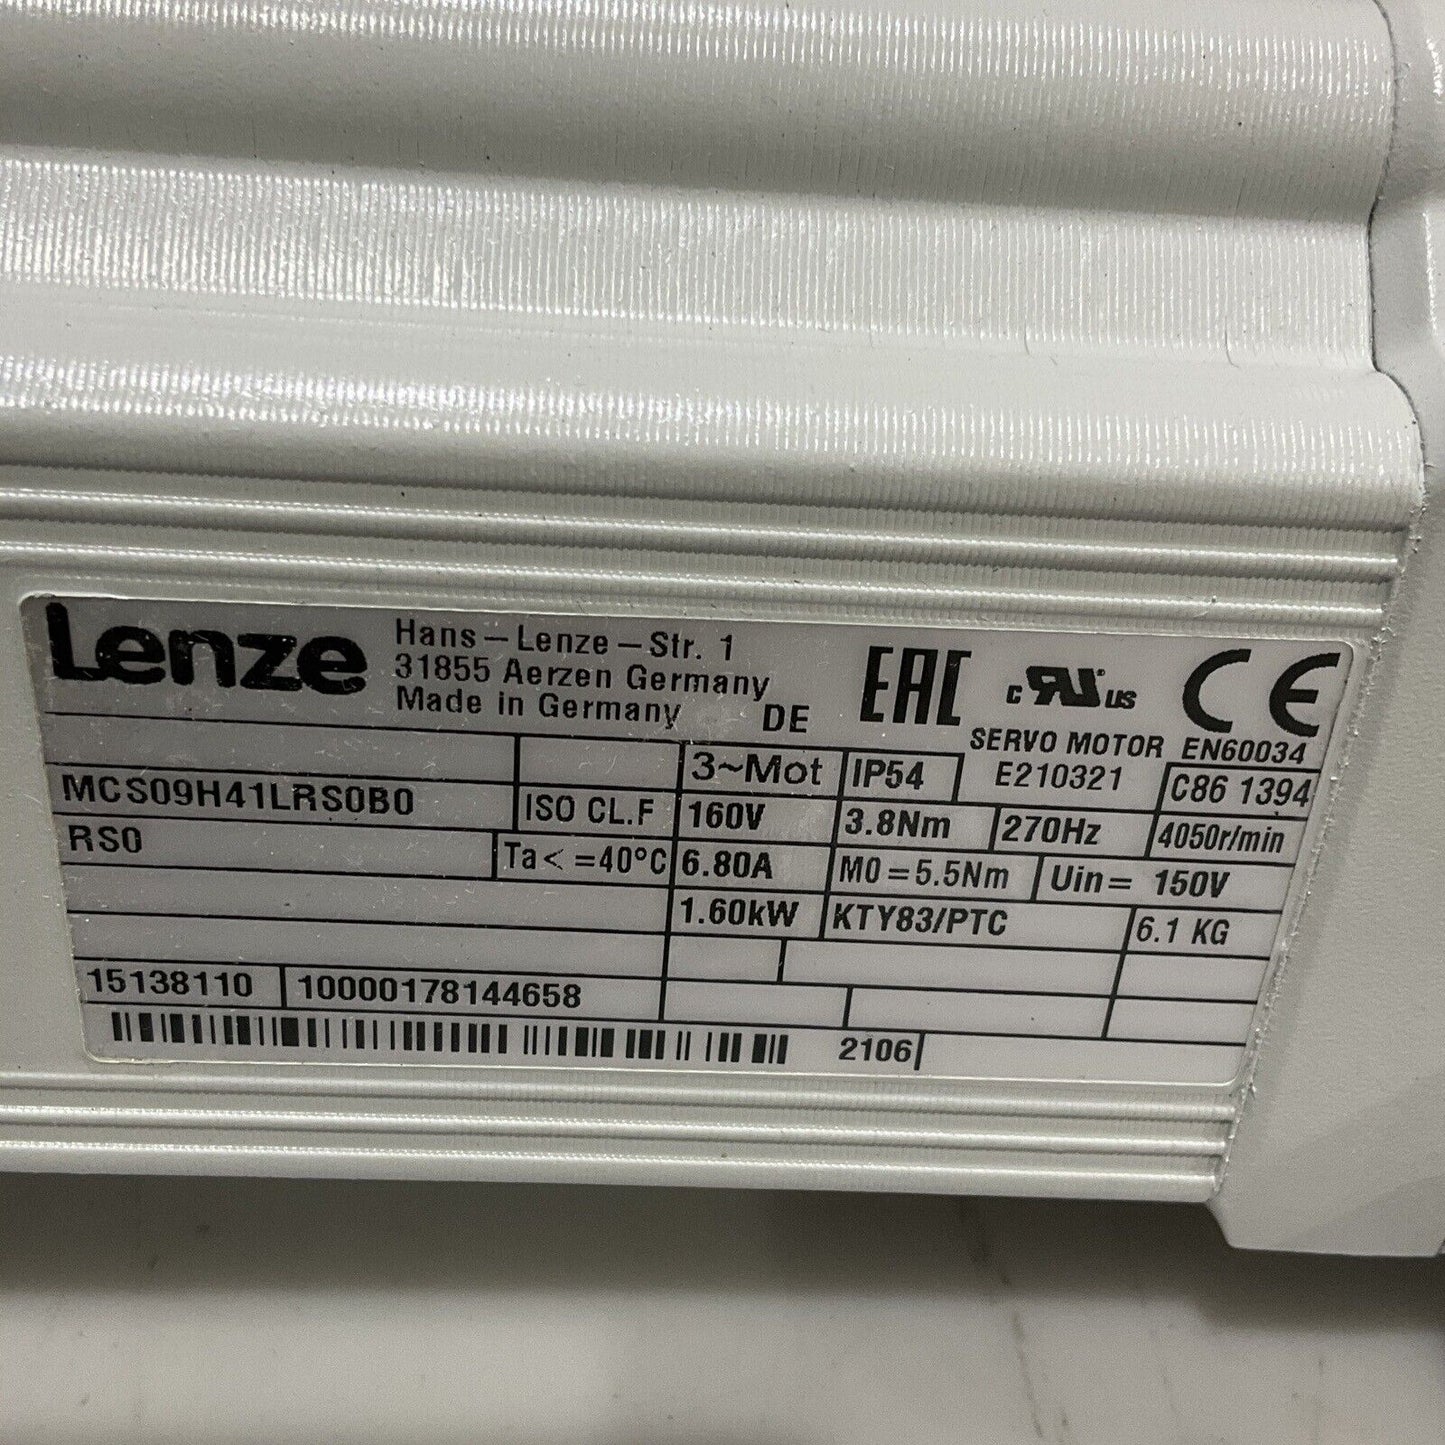 Lenze
Hans-Lenze-Str. 1
31855 Aerzen Germany
Made in Germany DE
EAC
c RU us
CE
SERVO MOTOR EN60034
3~Mot IP54 E210321 C86 1394
MCS09H41LRS0B0 ISO CL.F 160V 3.8Nm 270Hz 4050r/min
RS0 Ta<=40°C 6.80A M0=5.5Nm Uin= 150V
1.60kW KTY83/PTC 6.1 KG
15138110 10000178144658
2106